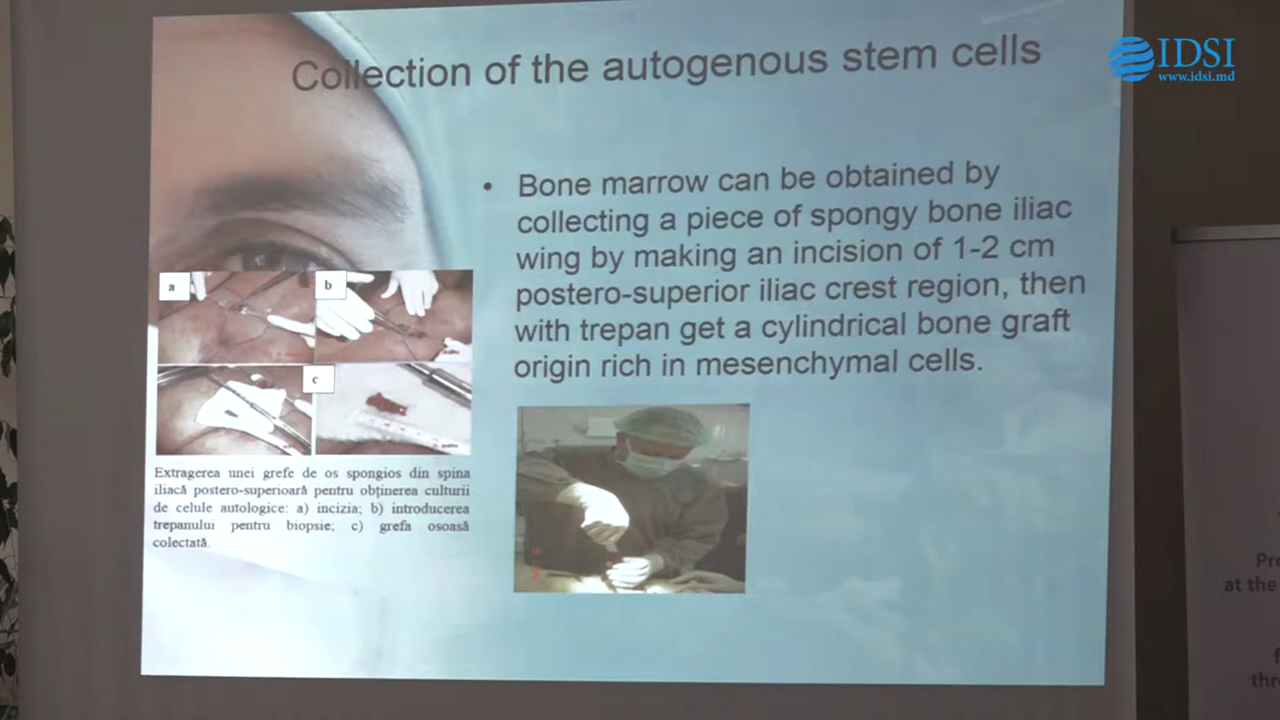 IDSI
www.idsi.md
Collection of the autogenous stem cells
• Bone marrow can be obtained by
collecting a piece of spongy bone iliac
wing by making an incision of 1-2 cm
postero-superior iliac crest region, then
with trepan get a cylindrical bone graft
origin rich in mesenchymal cells.
a
b
c
Extragerea unei grefe de os spongios din spina
iliacă postero-superioară pentru obținerea culturii
de celule autologice: a) incizia; b) introducerea
trepanului pentru biopsie; c) grefa osoasă
colectată.
at the